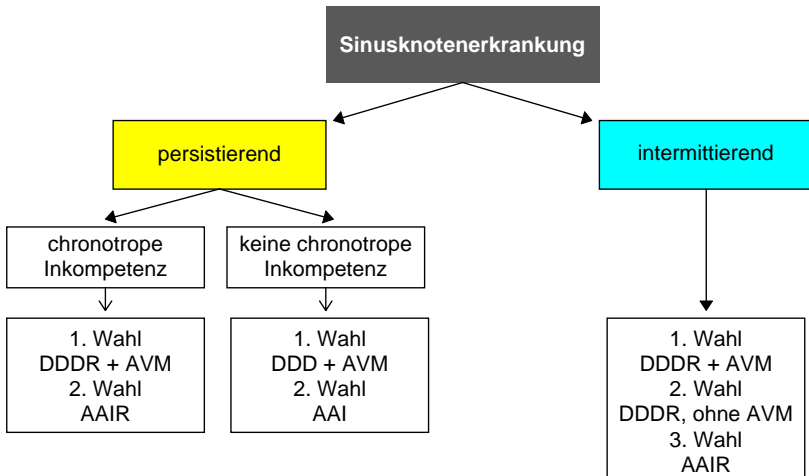 Sinusknotenerkrankung
persistierend
intermittierend
chronotrope
Inkompetenz
keine chronotrope
Inkompetenz
1. Wahl
DDDR + AVM
2. Wahl
AAIR
1. Wahl
DDD + AVM
2. Wahl
AAI
1. Wahl
DDDR + AVM
2. Wahl
DDDR, ohne AVM
3. Wahl
AAIR